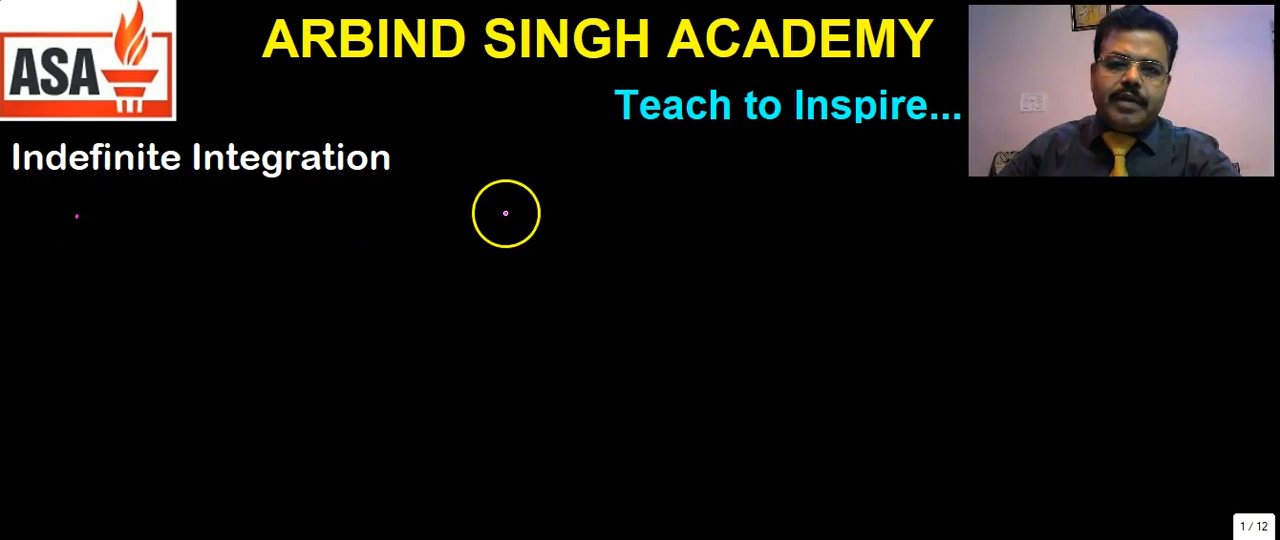 ASA
ARBIND SINGH ACADEMY
Teach to Inspire...
Indefinite Integration
1 / 12